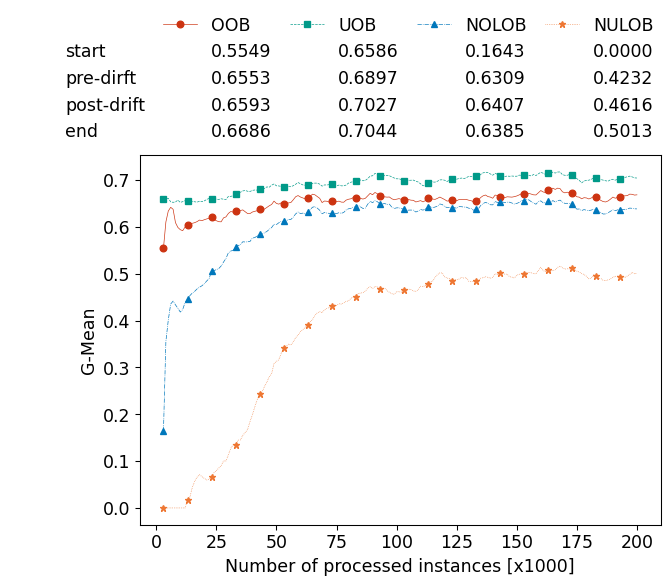 OOB UOB NOLOB NULOB
start 0.5549 0.6586 0.1643 0.0000
pre-dirft 0.6553 0.6897 0.6309 0.4232
post-drift 0.6593 0.7027 0.6407 0.4616
end 0.6686 0.7044 0.6385 0.5013
0.7
0.6
0.5
0.4
0.3
0.2
0.1
0.0
G-Mean
0 25 50 75 100 125 150 175 200
Number of processed instances [x1000]